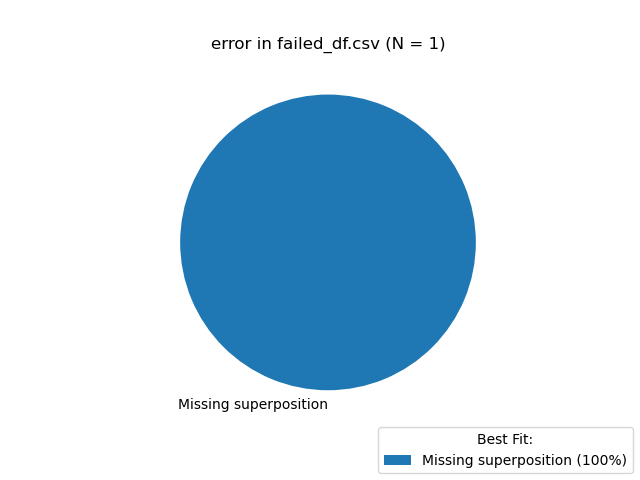 error in failed_df.csv (N = 1)
Missing superposition
Best Fit:
Missing superposition (100%)